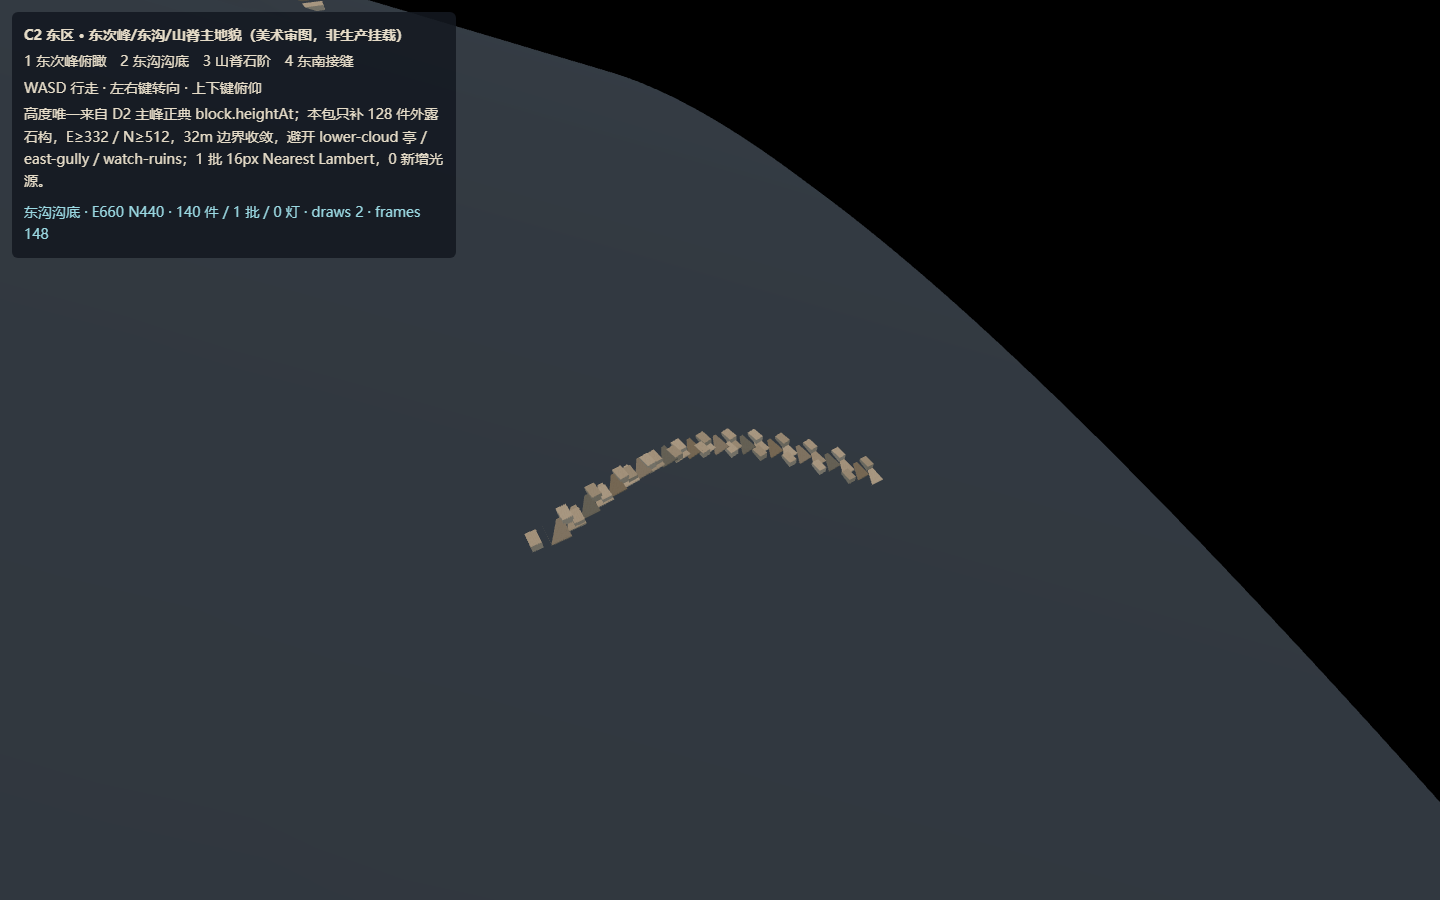 C2 东区 • 东次峰/东沟/山脊主地貌（美术审图，非生产挂载）
1 东次峰俯瞰 2 东沟沟底 3 山脊石阶 4 东南接缝
WASD 行走 · 左右键转向 · 上下键俯仰
高度唯一来自 D2 主峰正典 block.heightAt；本包只补 128 件外露
石构，E≥332 / N≥512，32m 边界收敛，避开 lower-cloud 亭 /
east-gully / watch-ruins；1 批 16px Nearest Lambert，0 新增光
源。
东沟沟底 · E660 N440 · 140 件 / 1 批 / 0 灯 · draws 2 · frames
148